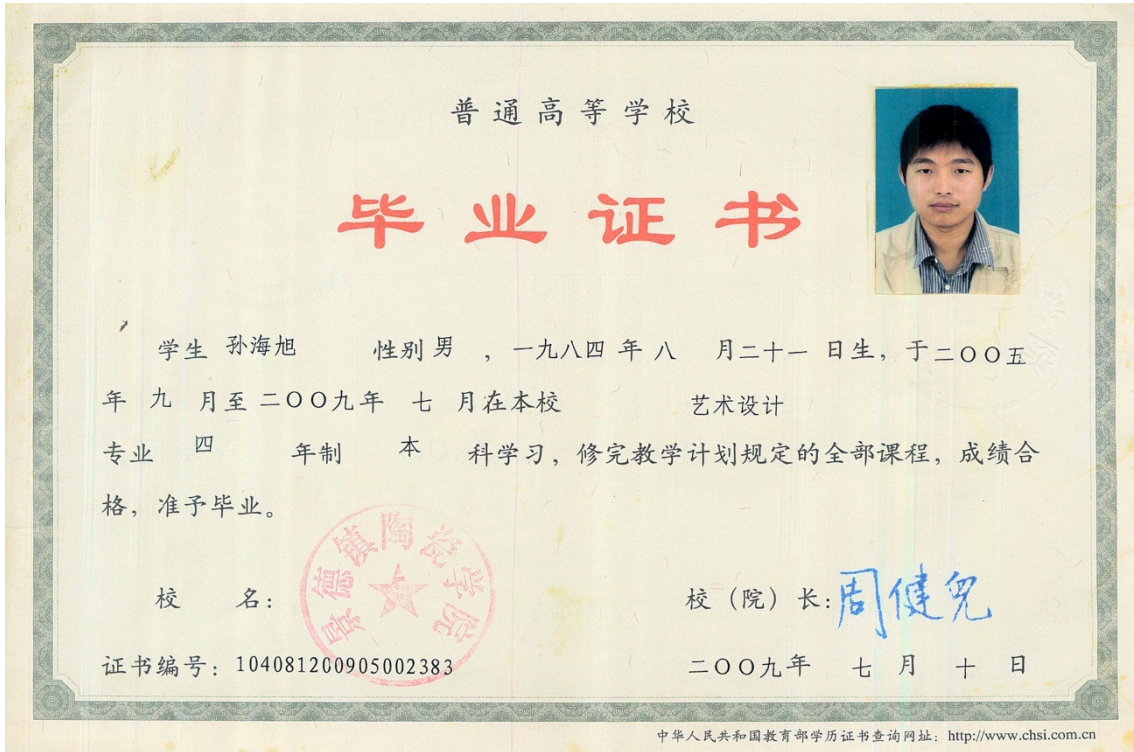 普通高等学校
毕业证书
学生 孙海旭 性别 男 ，一九八四 年 八 月二十一 日生，于二〇〇五
年 九 月至 二〇〇九年 七 月在本校 艺术设计
专业 四 年制 本 科学习，修完教学计划规定的全部课程，成绩合
格，准予毕业。
景德镇陶瓷学院
校 名： 校（院）长：周健儿
证书编号：104081200905002383 二〇〇九年 七 月 十 日
中华人民共和国教育部学历证书查询网址：http://www.chsi.com.cn